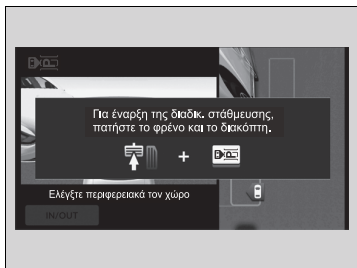 Για έναρξη της διαδικ. στάθμευσης,
πατήστε το φρένο και το διακόπτη.
+
Ελέγξτε περιφερειακά τον χώρο
IN/OUT